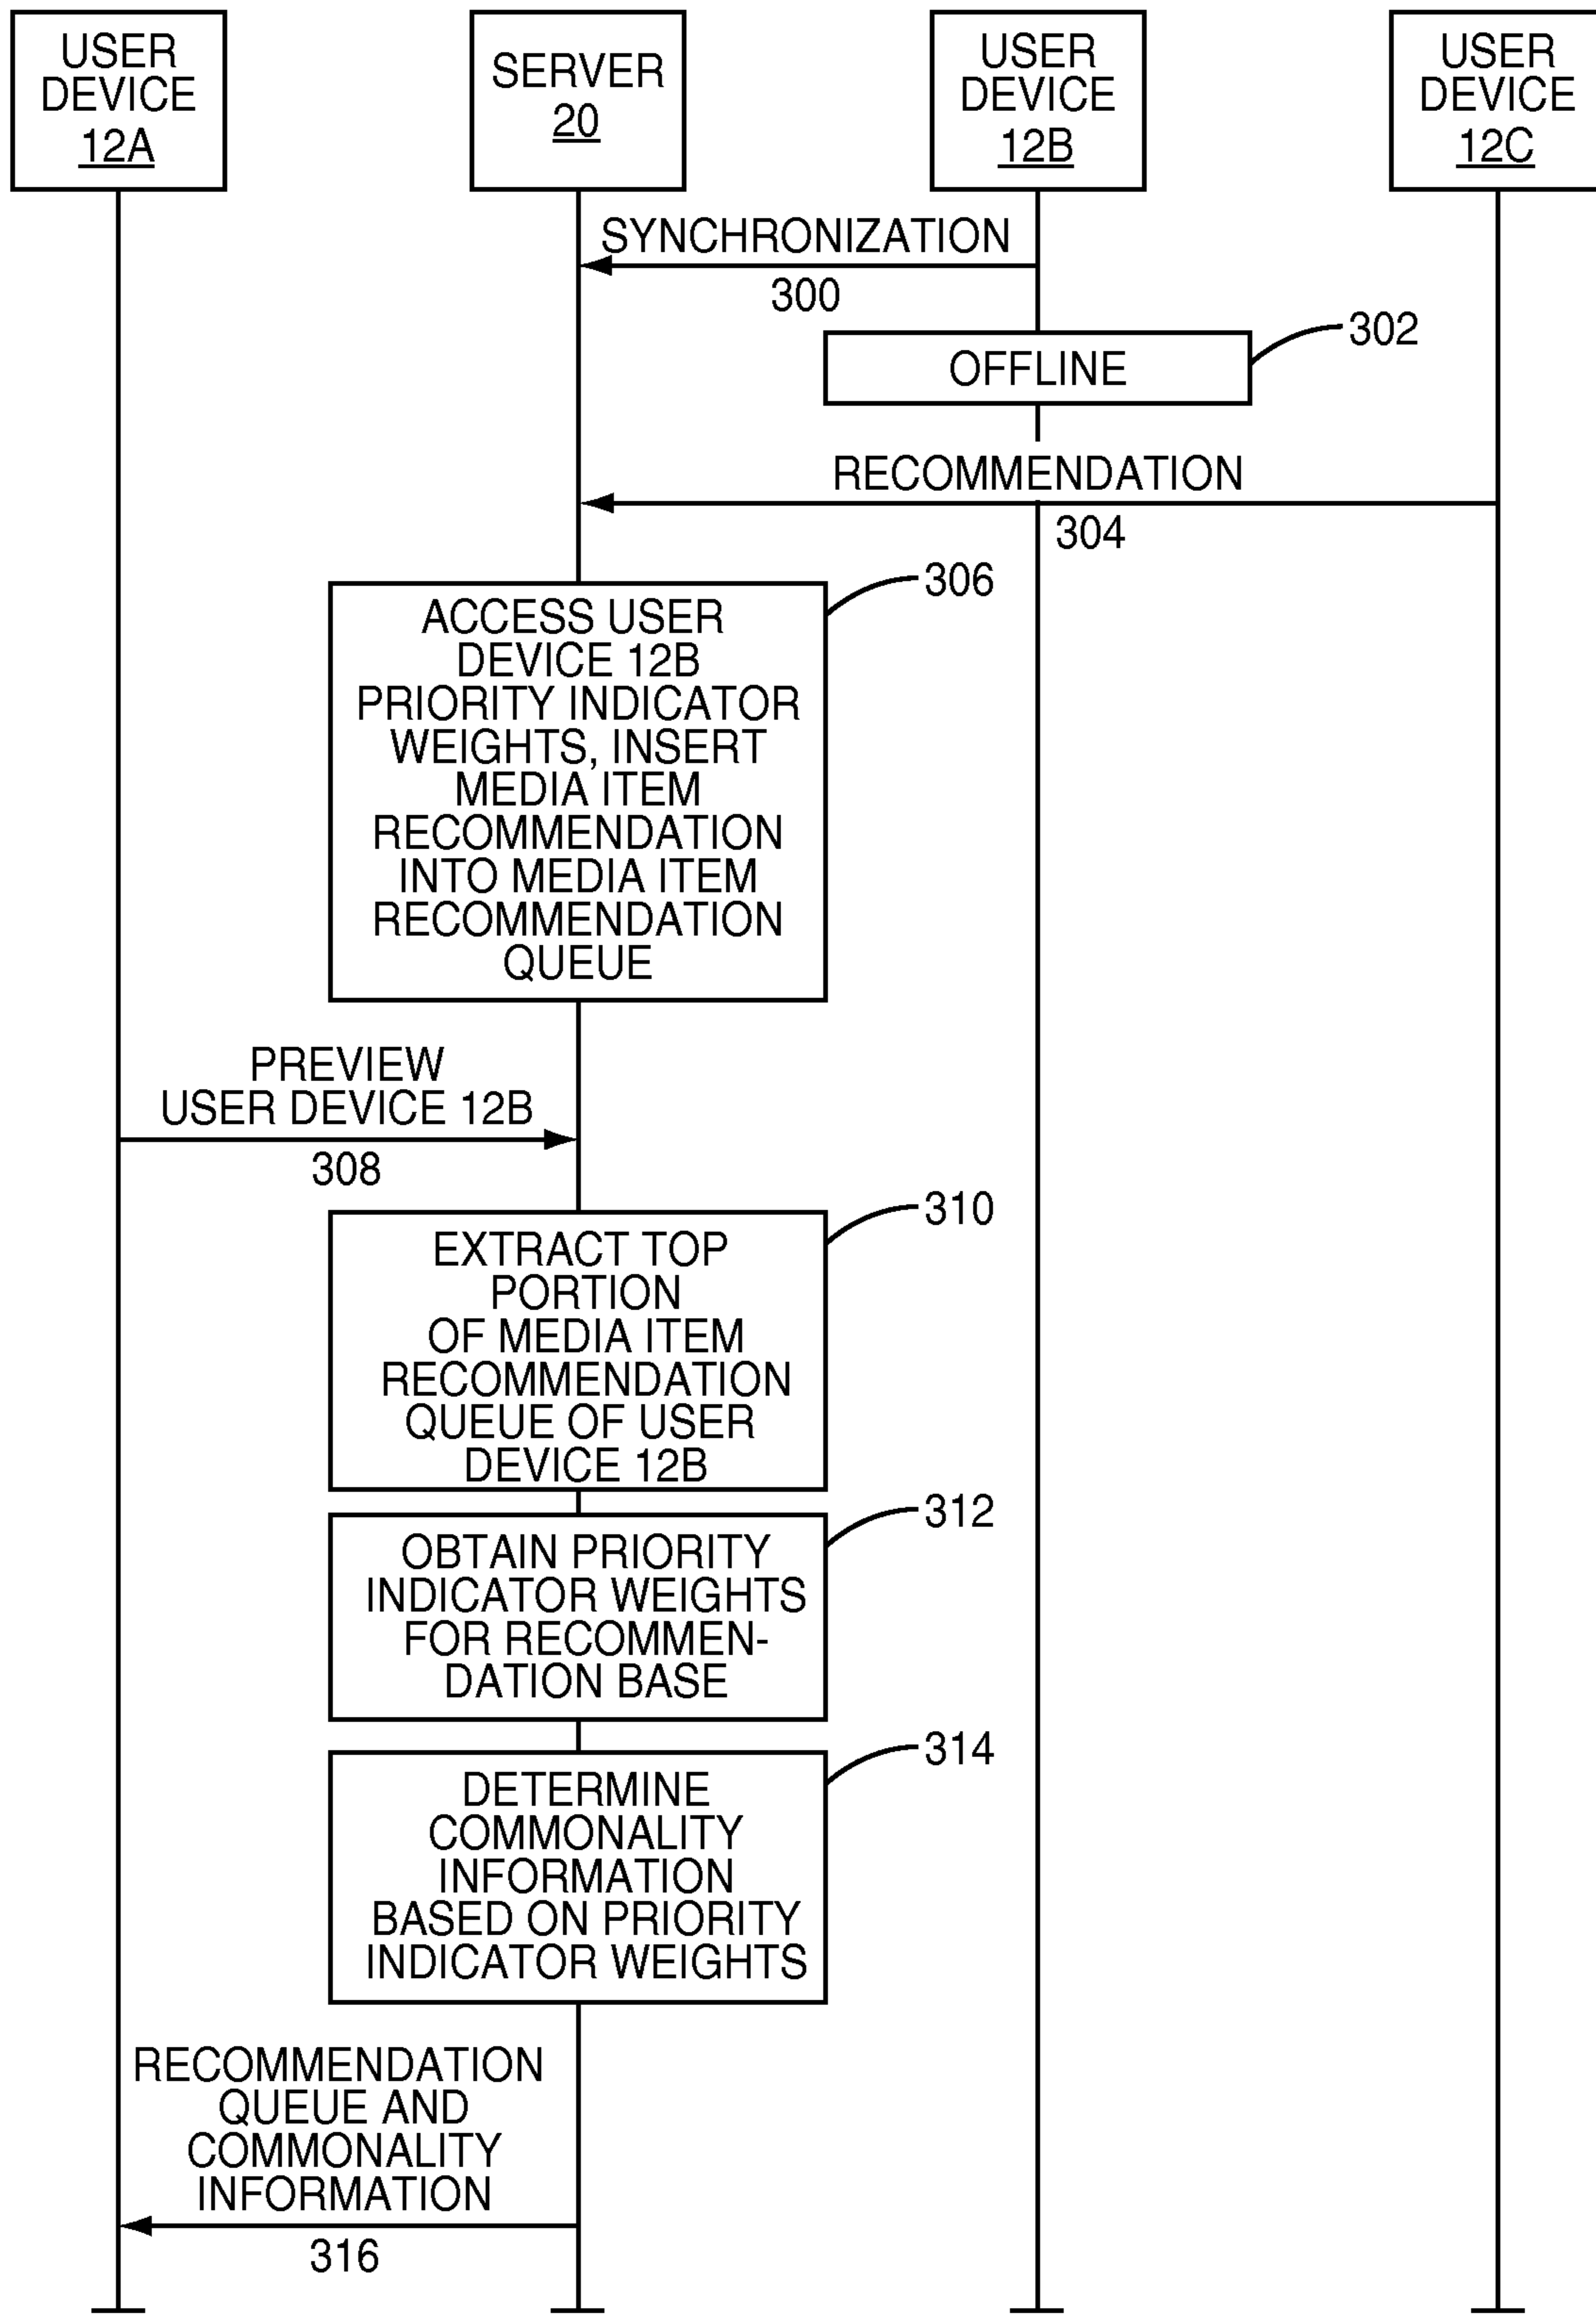 USER
DEVICE
12A
SERVER
20
USER
DEVICE
12B
USER
DEVICE
12C
SYNCHRONIZATION
300
302
OFFLINE
RECOMMENDATION
304
306
ACCESS USER
DEVICE 12B
PRIORITY INDICATOR
WEIGHTS, INSERT
MEDIA ITEM
RECOMMENDATION
INTO MEDIA ITEM
RECOMMENDATION
QUEUE
PREVIEW
USER DEVICE 12B
308
310
EXTRACT TOP
PORTION
OF MEDIA ITEM
RECOMMENDATION
QUEUE OF USER
DEVICE 12B
312
OBTAIN PRIORITY
INDICATOR WEIGHTS
FOR RECOMMEN-
DATION BASE
314
DETERMINE
COMMONALITY
INFORMATION
BASED ON PRIORITY
INDICATOR WEIGHTS
RECOMMENDATION
QUEUE AND
COMMONALITY
INFORMATION
316